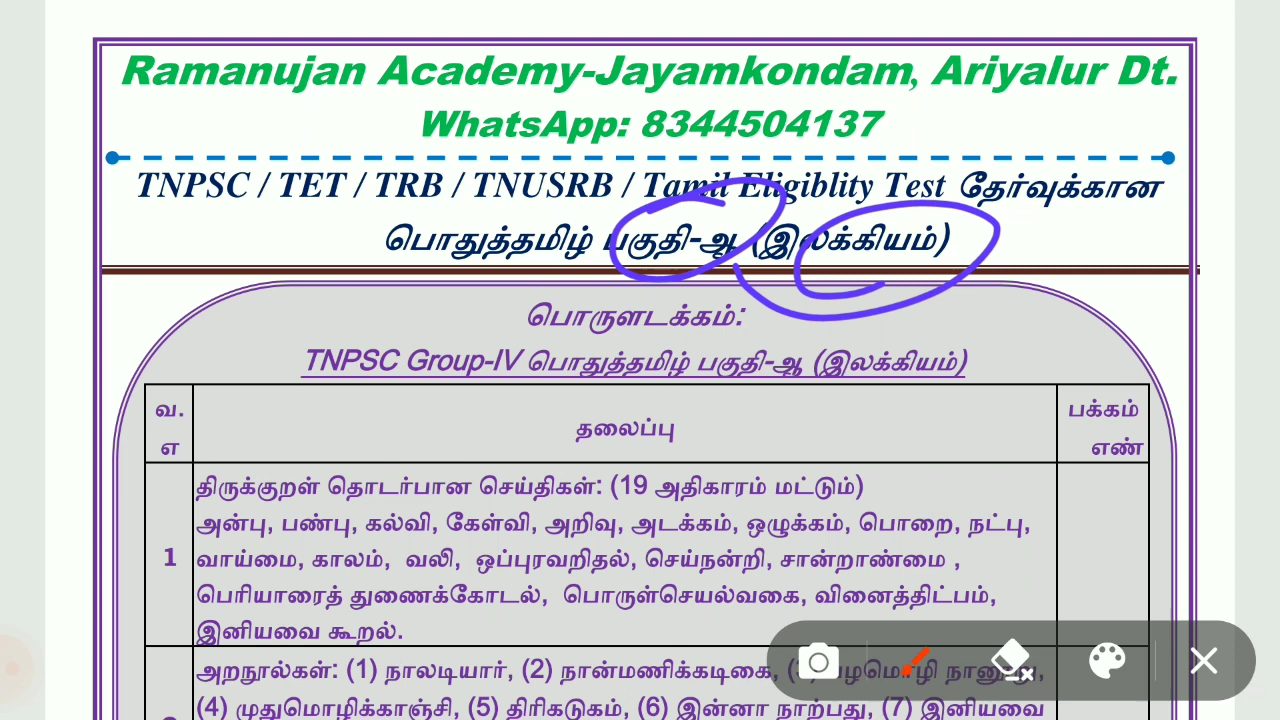 Ramanujan Academy-Jayamkondam, Ariyalur Dt.
WhatsApp: 8344504137
TNPSC / TET / TRB / TNUSRB / Tamil Eligiblity Test தேர்வுக்கான
பொதுத்தமிழ் பகுதி-ஆ (இலக்கியம்)
பொருளடக்கம்:
TNPSC Group-IV பொதுத்தமிழ் பகுதி-ஆ (இலக்கியம்)
வ.எ
தலைப்பு
பக்கம் எண்
1
திருக்குறள் தொடர்பான செய்திகள்: (19 அதிகாரம் மட்டும்)
அன்பு, பண்பு, கல்வி, கேள்வி, அறிவு, அடக்கம், ஒழுக்கம், பொறை, நட்பு,
வாய்மை, காலம், வலி, ஒப்புரவறிதல், செய்நன்றி, சான்றாண்மை ,
பெரியாரைத் துணைக்கோடல், பொருள்செயல்வகை, வினைத்திட்பம்,
இனியவை கூறல்.
அறநூல்கள்: (1) நாலடியார், (2) நான்மணிக்கடிகை,
(4) முதுமொழிக்காஞ்சி, (5) திரிகடுகம், (6) இன்னா நாற்பது, (7) இனியவை